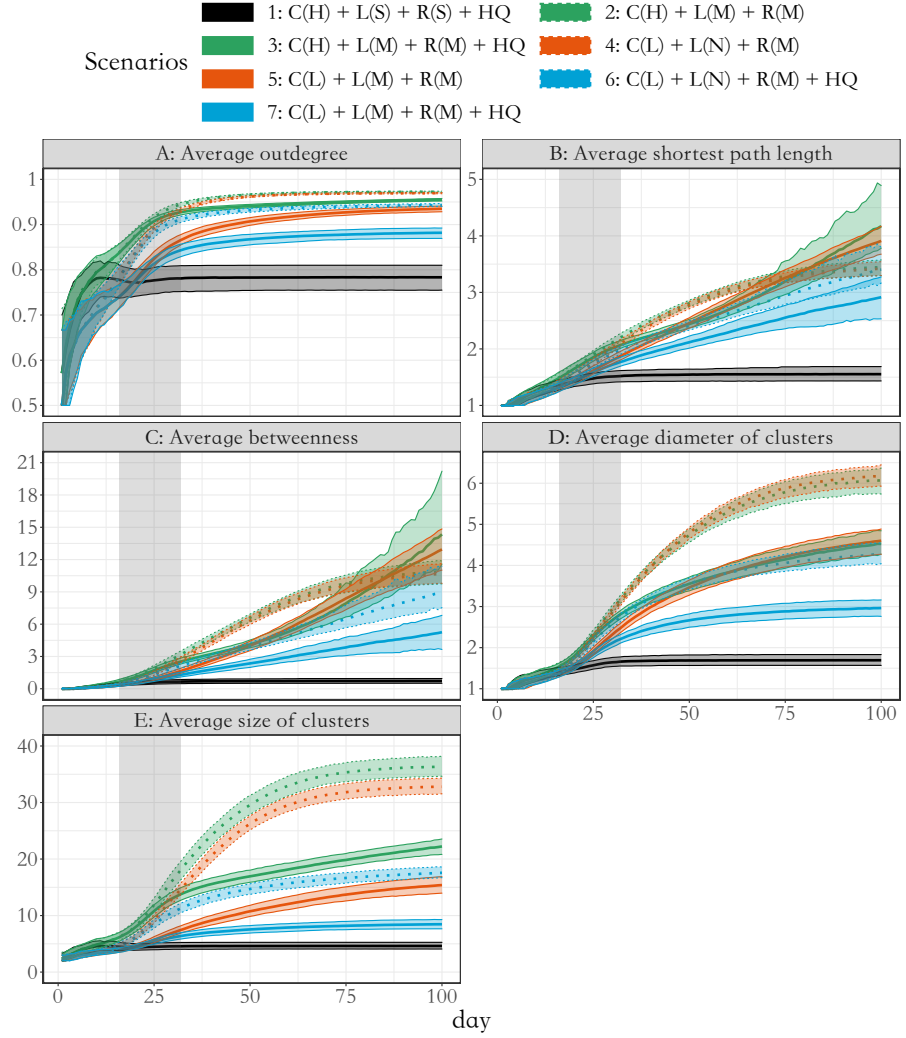 Scenarios
1: C(H) + L(S) + R(S) + HQ
2: C(H) + L(M) + R(M)
3: C(H) + L(M) + R(M) + HQ
4: C(L) + L(N) + R(M)
5: C(L) + L(M) + R(M)
6: C(L) + L(N) + R(M) + HQ
7: C(L) + L(M) + R(M) + HQ
A: Average outdegree
1
0.9
0.8
0.7
0.6
0.5
B: Average shortest path length
5
4
3
2
1
C: Average betweenness
21
18
15
12
9
6
3
0
D: Average diameter of clusters
6
5
4
3
2
1
0
25
50
75
100
E: Average size of clusters
40
30
20
10
0
0
25
50
75
100
day